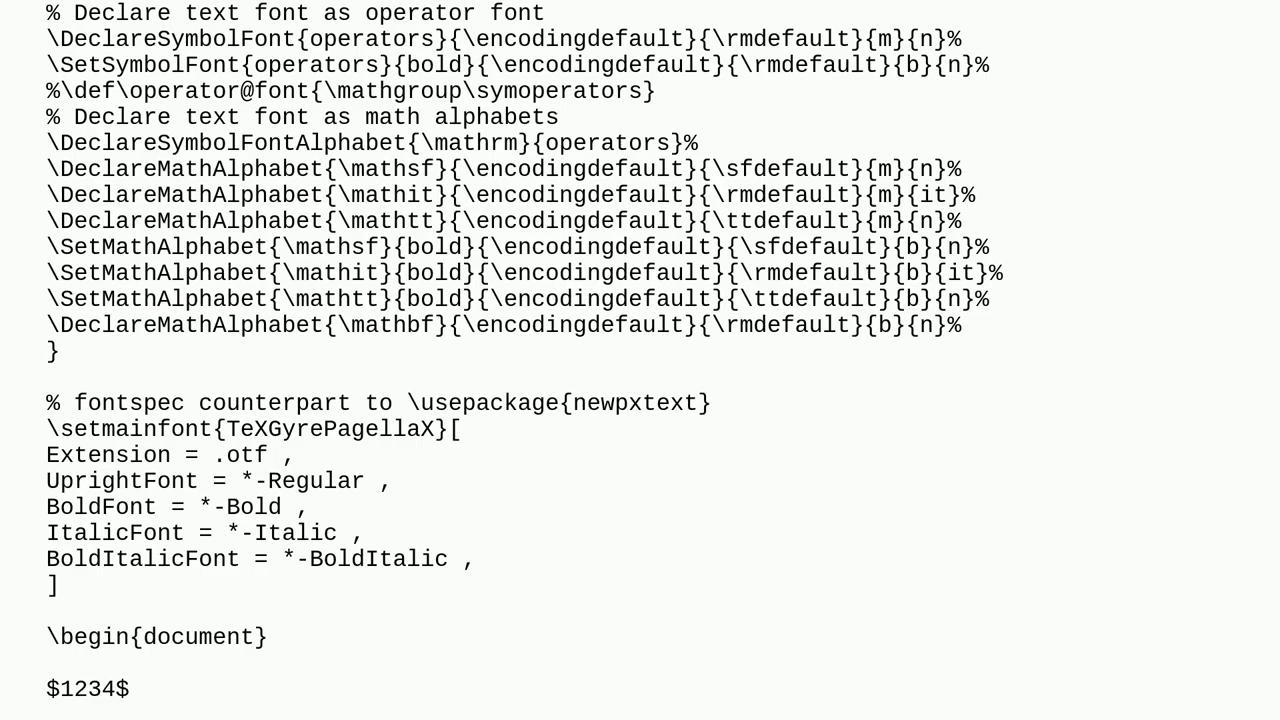 % Declare text font as operator font
\DeclareSymbolFont{operators}{\encodingdefault}{\rmdefault}{m}{n}%
\SetSymbolFont{operators}{bold}{\encodingdefault}{\rmdefault}{b}{n}%
%\def\operator@font{\mathgroup\symoperators}
% Declare text font as math alphabets
\DeclareSymbolFontAlphabet{\mathrm}{operators}%
\DeclareMathAlphabet{\mathsf}{\encodingdefault}{\sfdefault}{m}{n}%
\DeclareMathAlphabet{\mathit}{\encodingdefault}{\rmdefault}{m}{it}%
\DeclareMathAlphabet{\mathtt}{\encodingdefault}{\ttdefault}{m}{n}%
\SetMathAlphabet{\mathsf}{bold}{\encodingdefault}{\sfdefault}{b}{n}%
\SetMathAlphabet{\mathit}{bold}{\encodingdefault}{\rmdefault}{b}{it}%
\SetMathAlphabet{\mathtt}{bold}{\encodingdefault}{\ttdefault}{b}{n}%
\DeclareMathAlphabet{\mathbf}{\encodingdefault}{\rmdefault}{b}{n}%
}
% fontspec counterpart to \usepackage{newpxtext}
\setmainfont{TeXGyrePagellaX}[
Extension = .otf ,
UprightFont = *-Regular ,
BoldFont = *-Bold ,
ItalicFont = *-Italic ,
BoldItalicFont = *-BoldItalic ,
]
\begin{document}
$1234$